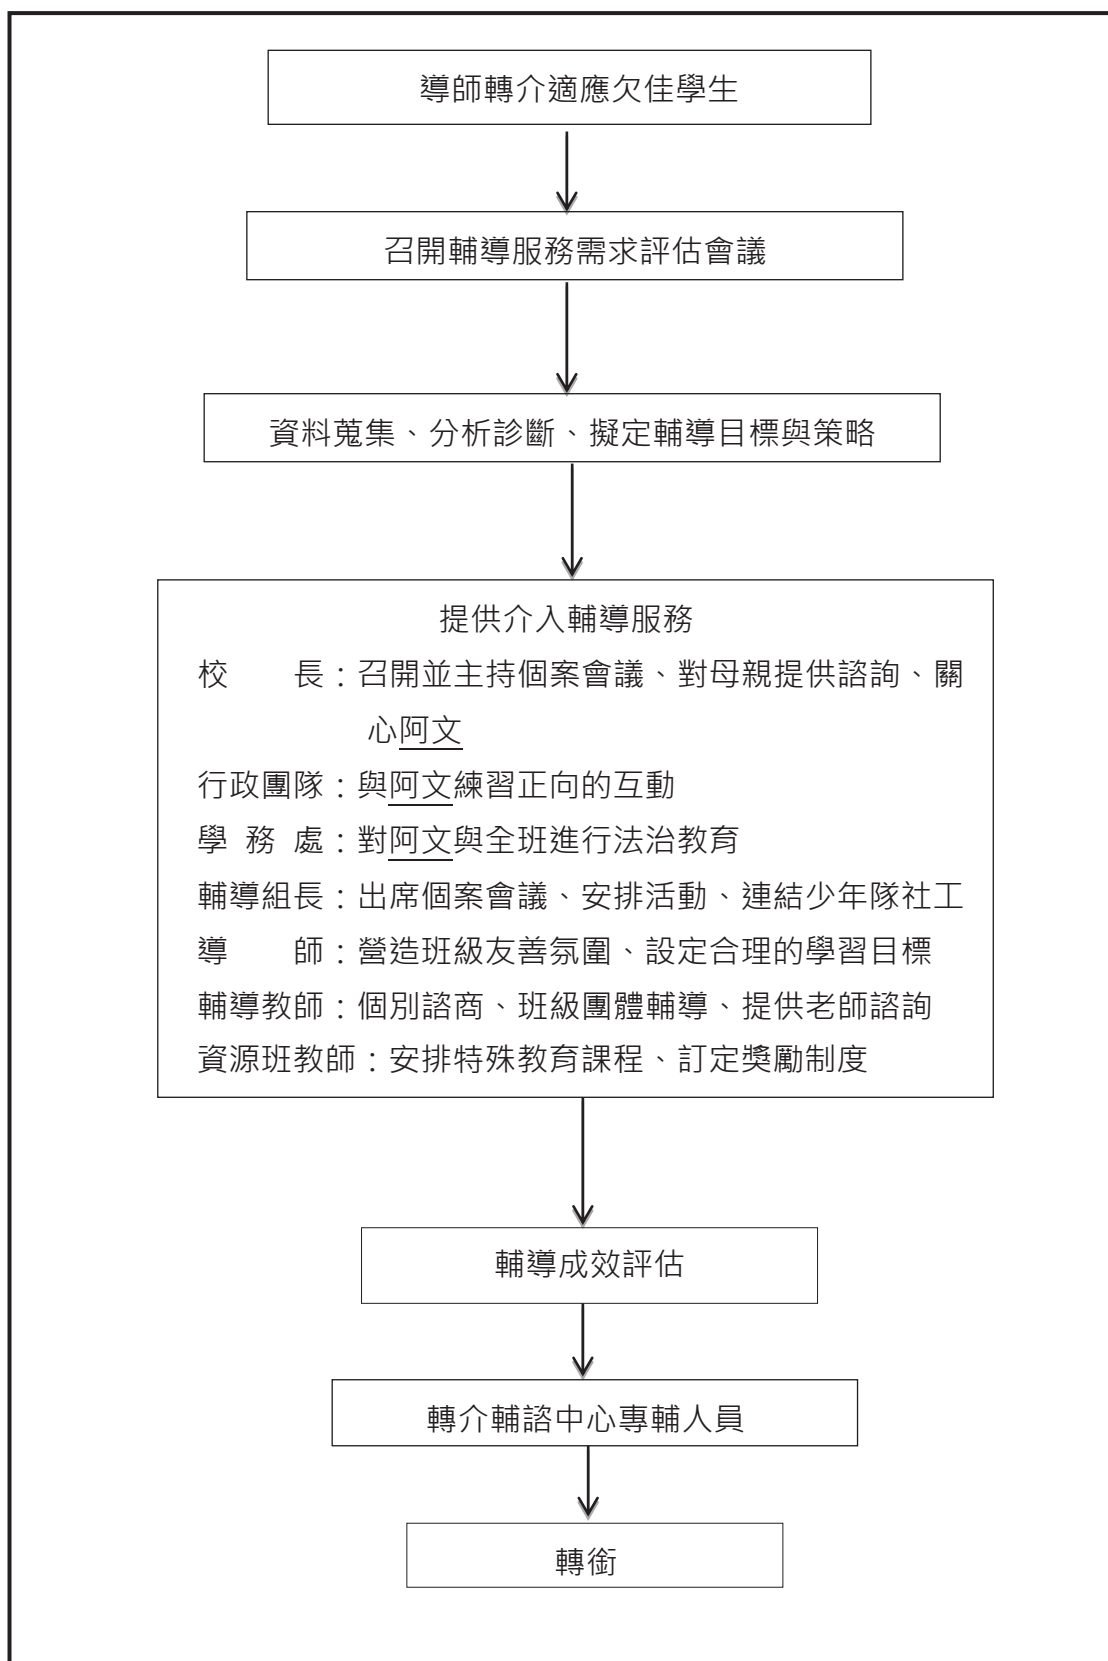 導師轉介適應欠佳學生
召開輔導服務需求評估會議
資料蒐集、分析診斷、擬定輔導目標與策略
提供介入輔導服務
校　　長：召開並主持個案會議、對母親提供諮詢、關
心阿文
行政團隊：與阿文練習正向的互動
學 務 處：對阿文與全班進行法治教育
輔導組長：出席個案會議、安排活動、連結少年隊社工
導　　師：營造班級友善氛圍、設定合理的學習目標
輔導教師：個別諮商、班級團體輔導、提供老師諮詢
資源班教師：安排特殊教育課程、訂定獎勵制度
輔導成效評估
轉介輔諮中心專輔人員
轉銜